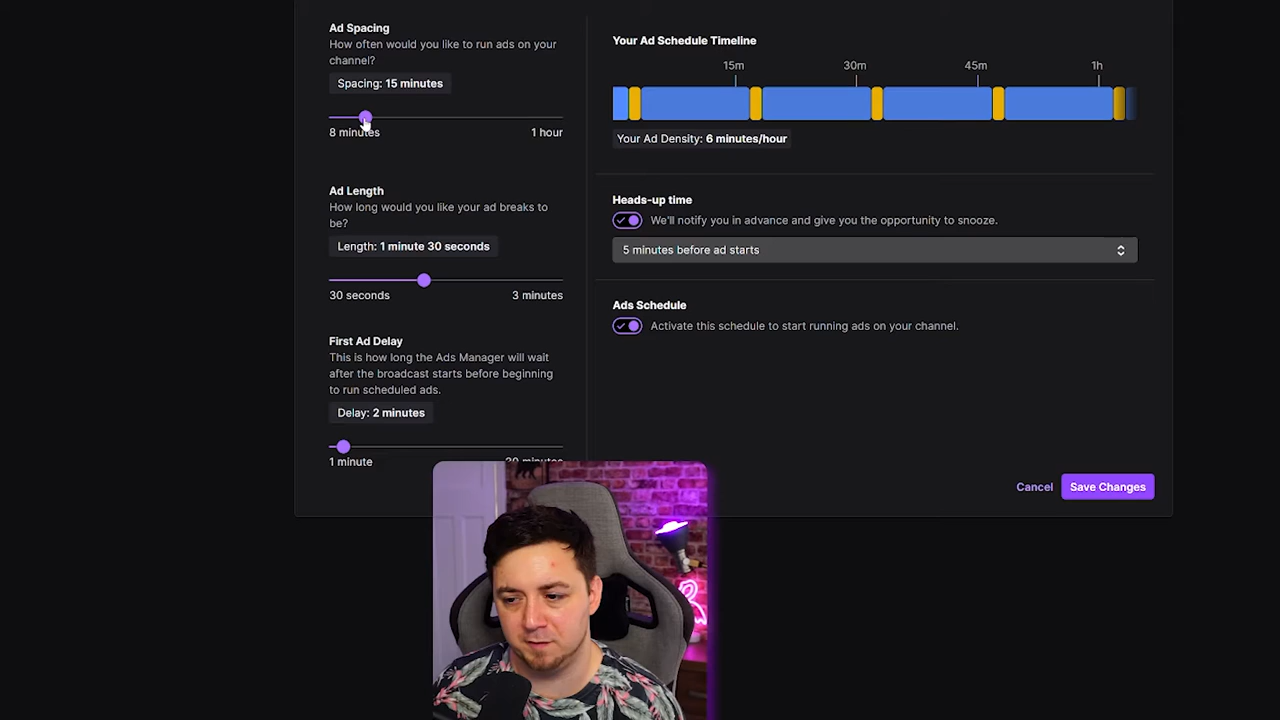 Ad Spacing
How often would you like to run ads on your
channel?
Spacing: 15 minutes
8 minutes
1 hour
Ad Length
How long would you like your ad breaks to
be?
Length: 1 minute 30 seconds
30 seconds
3 minutes
First Ad Delay
This is how long the Ads Manager will wait
after the broadcast starts before beginning
to run scheduled ads.
Delay: 2 minutes
1 minute
Your Ad Schedule Timeline
15m
30m
45m
1h
Your Ad Density: 6 minutes/hour
Heads-up time
We'll notify you in advance and give you the opportunity to snooze.
5 minutes before ad starts
Ads Schedule
Activate this schedule to start running ads on your channel.
Cancel
Save Changes